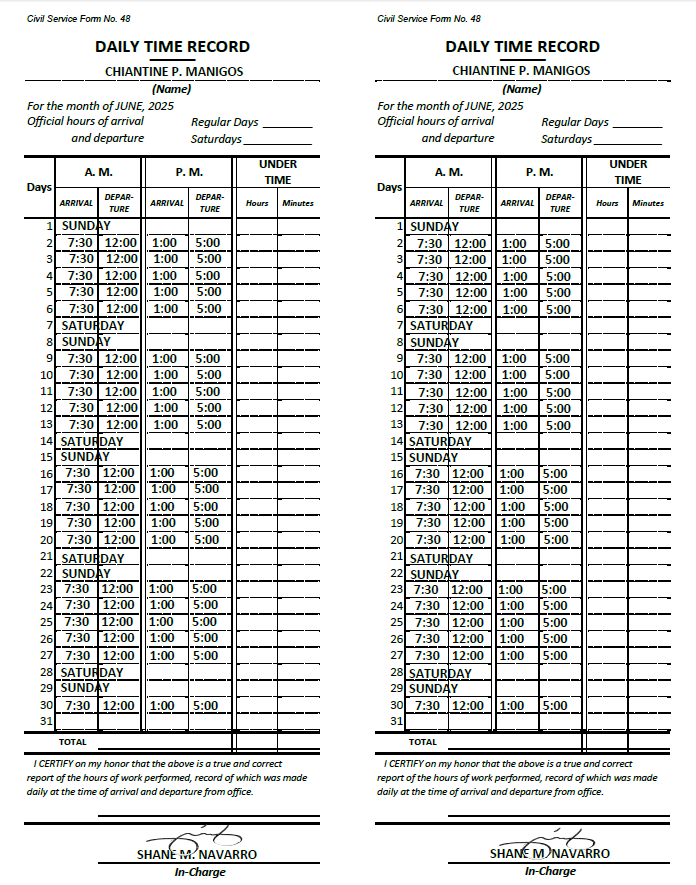 Civil Service Form No. 48
DAILY TIME RECORD
CHIANTINE P. MANIGOS
(Name)
For the month of JUNE, 2025
Official hours of arrival Regular Days
and departure Saturdays
Days A. M. P. M. UNDER TIME
ARRIVAL DEPAR-TURE ARRIVAL DEPAR-TURE Hours Minutes
1 SUNDAY
2 7:30 12:00 1:00 5:00
3 7:30 12:00 1:00 5:00
4 7:30 12:00 1:00 5:00
5 7:30 12:00 1:00 5:00
6 7:30 12:00 1:00 5:00
7 SATURDAY
8 SUNDAY
9 7:30 12:00 1:00 5:00
10 7:30 12:00 1:00 5:00
11 7:30 12:00 1:00 5:00
12 7:30 12:00 1:00 5:00
13 7:30 12:00 1:00 5:00
14 SATURDAY
15 SUNDAY
16 7:30 12:00 1:00 5:00
17 7:30 12:00 1:00 5:00
18 7:30 12:00 1:00 5:00
19 7:30 12:00 1:00 5:00
20 7:30 12:00 1:00 5:00
21 SATURDAY
22 SUNDAY
23 7:30 12:00 1:00 5:00
24 7:30 12:00 1:00 5:00
25 7:30 12:00 1:00 5:00
26 7:30 12:00 1:00 5:00
27 7:30 12:00 1:00 5:00
28 SATURDAY
29 SUNDAY
30 7:30 12:00 1:00 5:00
31
TOTAL
I CERTIFY on my honor that the above is a true and correct
report of the hours of work performed, record of which was made
daily at the time of arrival and departure from office.
SHANE M. NAVARRO
In-Charge
Civil Service Form No. 48
DAILY TIME RECORD
CHIANTINE P. MANIGOS
(Name)
For the month of JUNE, 2025
Official hours of arrival Regular Days
and departure Saturdays
Days A. M. P. M. UNDER TIME
ARRIVAL DEPAR-TURE ARRIVAL DEPAR-TURE Hours Minutes
1 SUNDAY
2 7:30 12:00 1:00 5:00
3 7:30 12:00 1:00 5:00
4 7:30 12:00 1:00 5:00
5 7:30 12:00 1:00 5:00
6 7:30 12:00 1:00 5:00
7 SATURDAY
8 SUNDAY
9 7:30 12:00 1:00 5:00
10 7:30 12:00 1:00 5:00
11 7:30 12:00 1:00 5:00
12 7:30 12:00 1:00 5:00
13 7:30 12:00 1:00 5:00
14 SATURDAY
15 SUNDAY
16 7:30 12:00 1:00 5:00
17 7:30 12:00 1:00 5:00
18 7:30 12:00 1:00 5:00
19 7:30 12:00 1:00 5:00
20 7:30 12:00 1:00 5:00
21 SATURDAY
22 SUNDAY
23 7:30 12:00 1:00 5:00
24 7:30 12:00 1:00 5:00
25 7:30 12:00 1:00 5:00
26 7:30 12:00 1:00 5:00
27 7:30 12:00 1:00 5:00
28 SATURDAY
29 SUNDAY
30 7:30 12:00 1:00 5:00
31
TOTAL
I CERTIFY on my honor that the above is a true and correct
report of the hours of work performed, record of which was made
daily at the time of arrival and departure from office.
SHANE M. NAVARRO
In-Charge